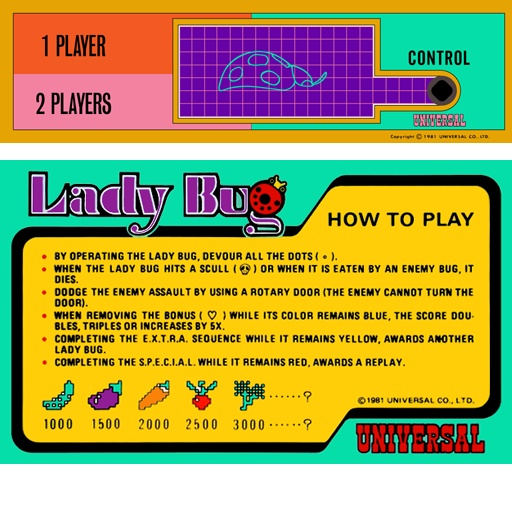 1 PLAYER
2 PLAYERS
CONTROL
UNIVERSAL
Copyright © 1981 UNIVERSAL CO., LTD.
Lady Bug
HOW TO PLAY
• BY OPERATING THE LADY BUG, DEVOUR ALL THE DOTS ( ∘ ).
• WHEN THE LADY BUG HITS A SCULL ( ☠ ) OR WHEN IT IS EATEN BY AN ENEMY BUG, IT
DIES.
• DODGE THE ENEMY ASSAULT BY USING A ROTARY DOOR (THE ENEMY CANNOT TURN THE
DOOR).
• WHEN REMOVING THE BONUS ( ♡ ) WHILE ITS COLOR REMAINS BLUE, THE SCORE DOU-
BLES, TRIPLES OR INCREASES BY 5X.
• COMPLETING THE E.X.T.R.A. SEQUENCE WHILE IT REMAINS YELLOW, AWARDS ANOTHER
LADY BUG.
• COMPLETING THE S.P.E.C.I.A.L. WHILE IT REMAINS RED, AWARDS A REPLAY.
1000 1500 2000 2500 3000 ······?
······?
© 1981 UNIVERSAL CO., LTD.
UNIVERSAL